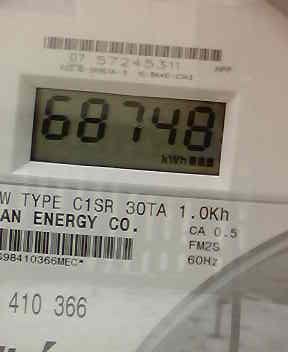 07 57245311
68748
kWh
W TYPE C1SR 30TA 1.0Kh
AN ENERGY CO.
CA 0.5
FM2S
98410366MEC*
60Hz
410 366